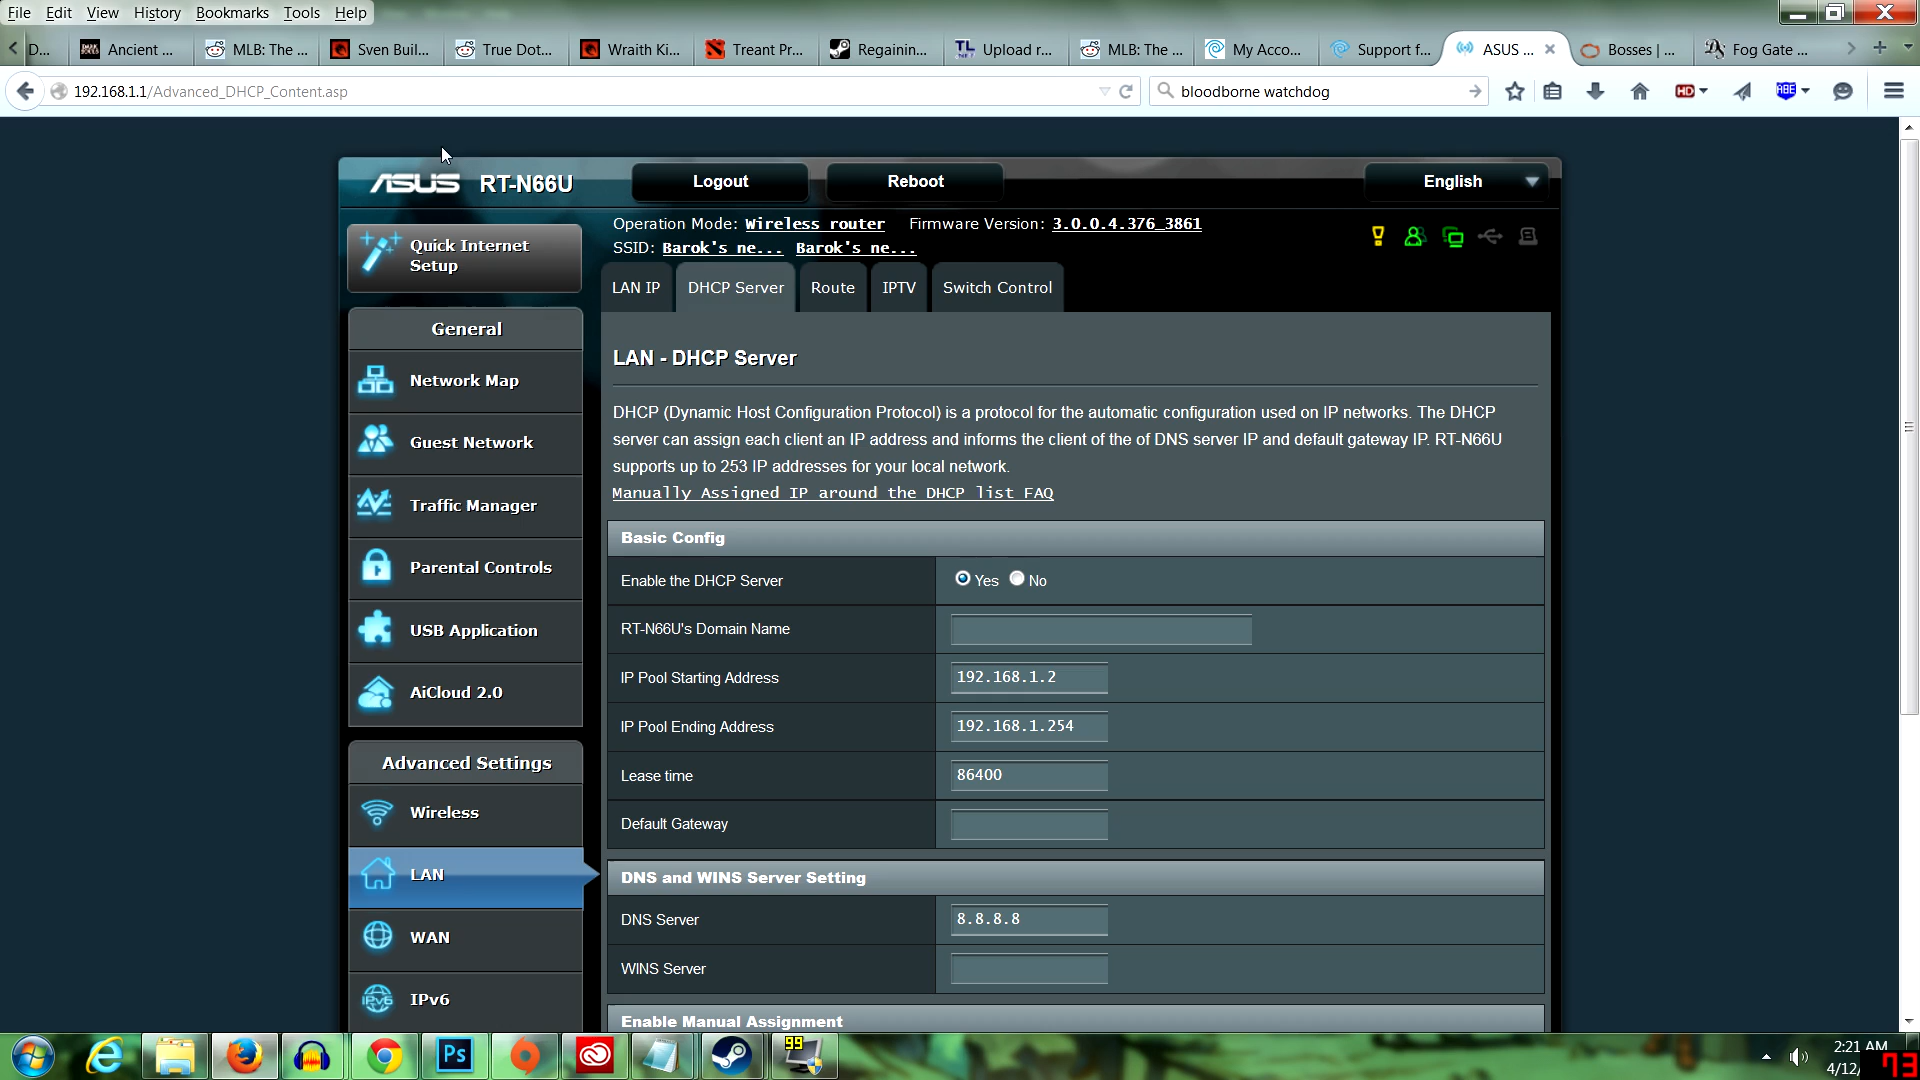 File Edit View History Bookmarks Tools Help
D... Ancient ... MLB: The ... Sven Buil... True Dot... Wraith Ki... Treant Pr... Regainin... TL Upload r... MLB: The ... My Acco... Support f... ASUS ... Bosses | ... Fog Gate ...
192.168.1.1/Advanced_DHCP_Content.asp
bloodborne watchdog
HD
ABE
ASUS RT-N66U
Logout
Reboot
English
Operation Mode: Wireless router Firmware Version: 3.0.0.4.376_3861
SSID: Barok's ne... Barok's ne...
Quick Internet
Setup
General
Network Map
Guest Network
Traffic Manager
Parental Controls
USB Application
AiCloud 2.0
Advanced Settings
Wireless
LAN
WAN
IPv6
LAN IP DHCP Server Route IPTV Switch Control
LAN - DHCP Server
DHCP (Dynamic Host Configuration Protocol) is a protocol for the automatic configuration used on IP networks. The DHCP
server can assign each client an IP address and informs the client of the of DNS server IP and default gateway IP. RT-N66U
supports up to 253 IP addresses for your local network.
Manually Assigned IP around the DHCP list FAQ
Basic Config
Enable the DHCP Server Yes No
RT-N66U's Domain Name
IP Pool Starting Address 192.168.1.2
IP Pool Ending Address 192.168.1.254
Lease time 86400
Default Gateway
DNS and WINS Server Setting
DNS Server 8.8.8.8
WINS Server
Enable Manual Assignment
Ps
99
2:21 AM
4/12/
73